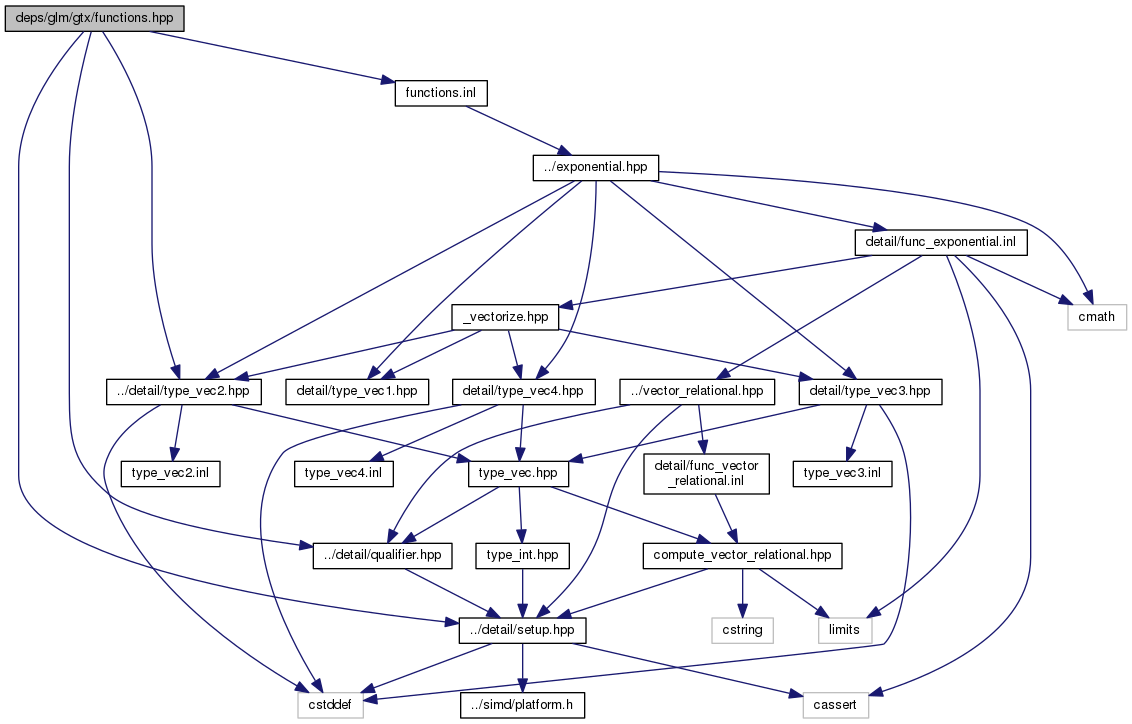 deps/glm/gtx/functions.hpp
functions.inl
../exponential.hpp
detail/func_exponential.inl
_vectorize.hpp
cmath
../detail/type_vec2.hpp
detail/type_vec1.hpp
detail/type_vec4.hpp
../vector_relational.hpp
detail/type_vec3.hpp
type_vec2.inl
type_vec4.inl
type_vec.hpp
detail/func_vector
_relational.inl
type_vec3.inl
../detail/qualifier.hpp
type_int.hpp
compute_vector_relational.hpp
../detail/setup.hpp
cstring
limits
cstddef
../simd/platform.h
cassert